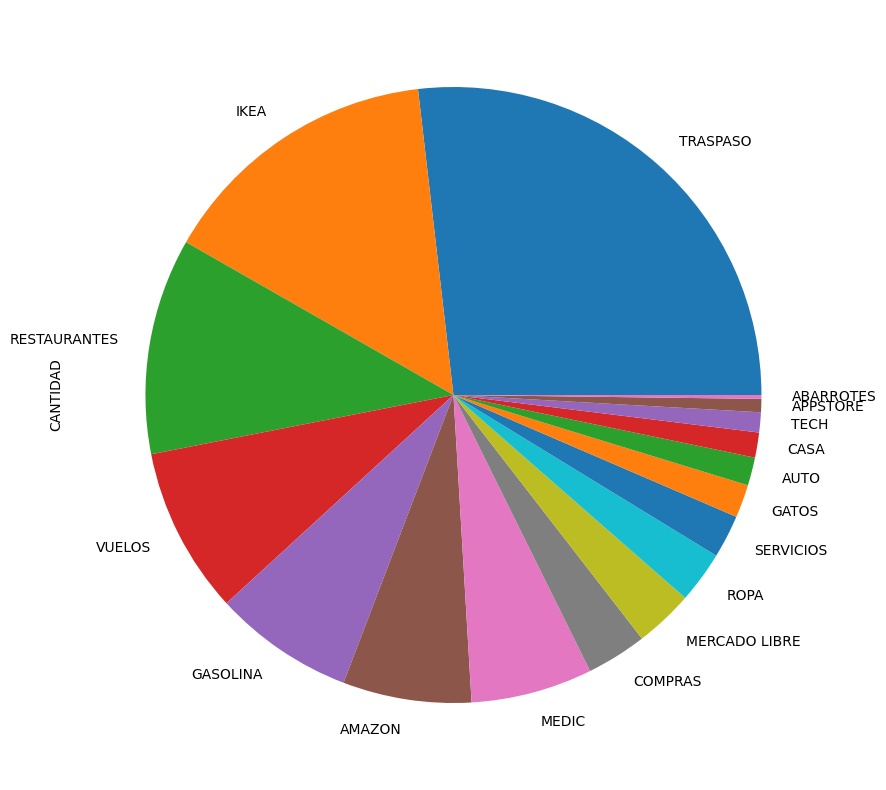 IKEA
TRASPASO
RESTAURANTES
CANTIDAD
ABARROTES
APPSTORE
TECH
CASA
AUTO
GATOS
SERVICIOS
VUELOS
ROPA
MERCADO LIBRE
GASOLINA
COMPRAS
MEDIC
AMAZON